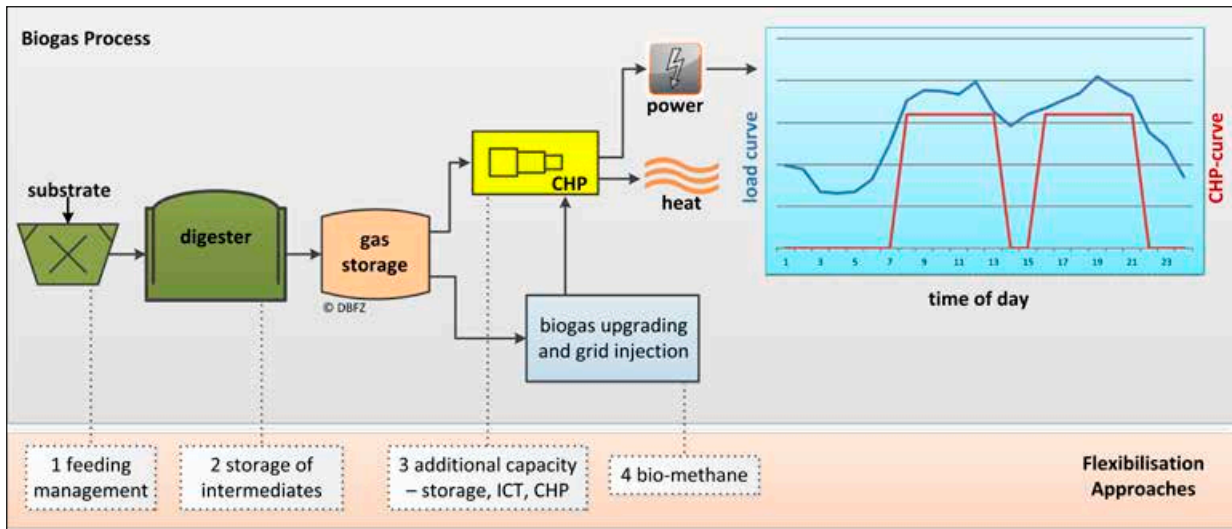 Biogas Process
substrate
digester
gas
storage
© DBFZ
CHP
power
heat
biogas upgrading
and grid injection
load curve
CHP-curve
1 3 5 7 9 11 13 15 17 19 21 23
time of day
1 feeding
management
2 storage of
intermediates
3 additional capacity
– storage, ICT, CHP
4 bio-methane
Flexibilisation
Approaches